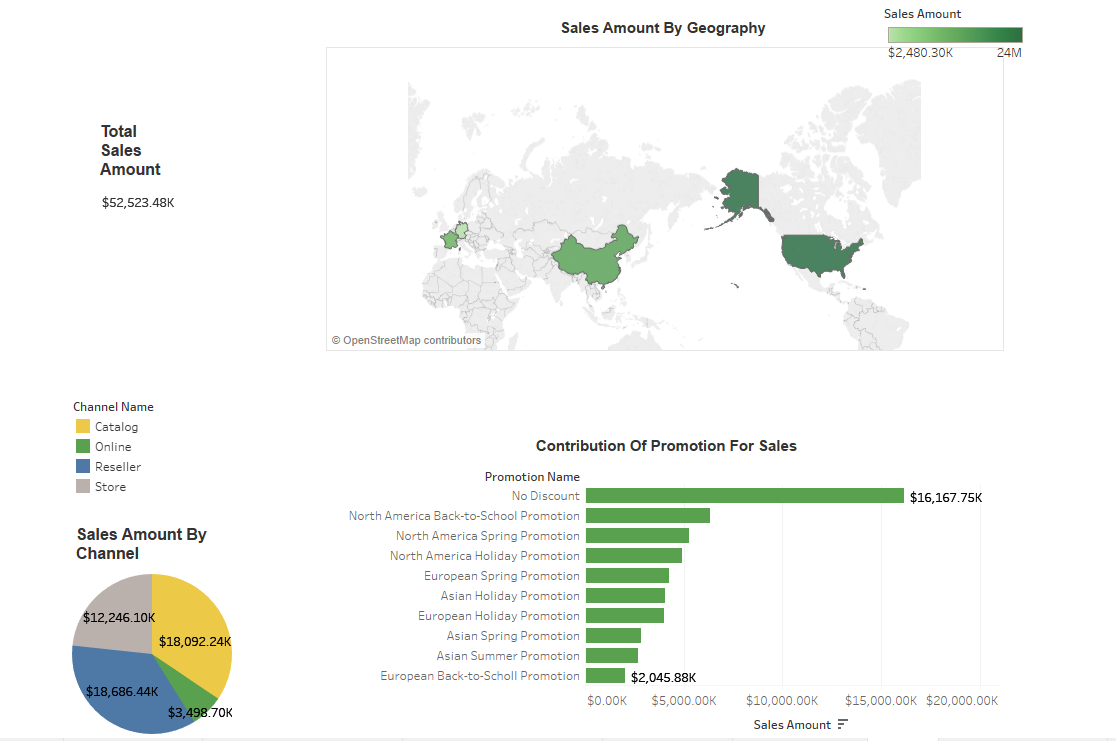 Sales Amount By Geography
Sales Amount
$2,480.30K 24M
Total
Sales
Amount
$52,523.48K
© OpenStreetMap contributors
Channel Name
Catalog
Online
Reseller
Store
Sales Amount By
Channel
$12,246.10K
$18,092.24K
$18,686.44K
$3,498.70K
Contribution Of Promotion For Sales
Promotion Name
No Discount $16,167.75K
North America Back-to-School Promotion
North America Spring Promotion
North America Holiday Promotion
European Spring Promotion
Asian Holiday Promotion
European Holiday Promotion
Asian Spring Promotion
Asian Summer Promotion
European Back-to-Scholl Promotion $2,045.88K
$0.00K $5,000.00K $10,000.00K $15,000.00K $20,000.00K
Sales Amount